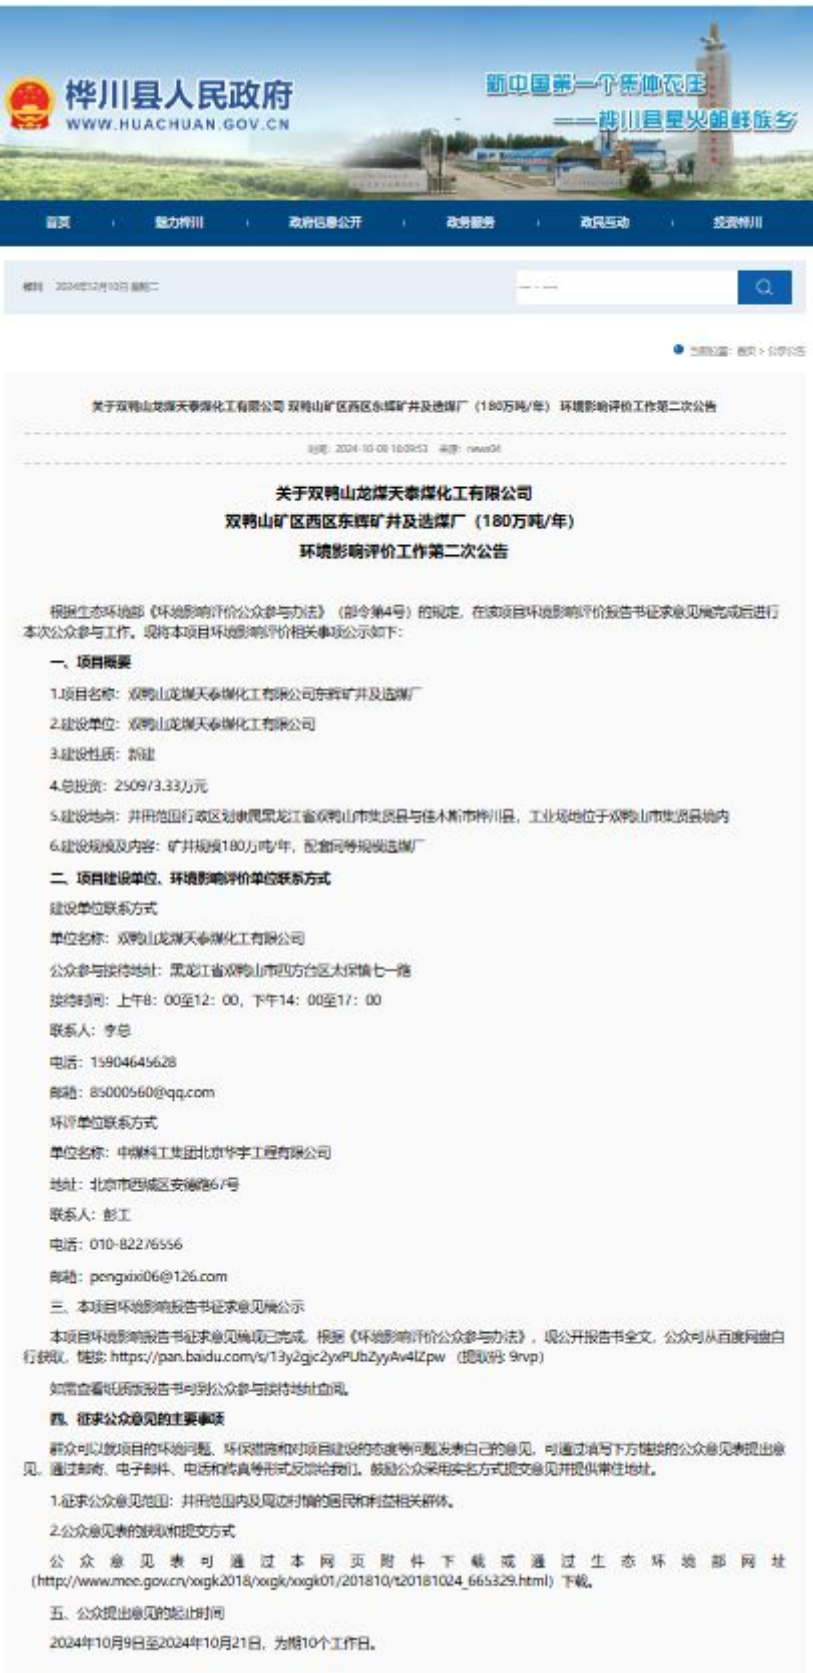 桦川县人民政府
WWW.HUACHUAN.GOV.CN
新中国第一个集体农庄
——桦川县星火朝鲜族乡
首页 魅力桦川 政府信息公开 政务服务 政民互动 投资桦川
桦川 2024年12月10日 星期二
当前位置: 首页 > 公示公告
关于双鸭山龙煤天泰煤化工有限公司 双鸭山矿区西区东辉矿井及选煤厂（180万吨/年） 环境影响评价工作第二次公告
时间: 2024-10-09 16:09:53 来源: news04
关于双鸭山龙煤天泰煤化工有限公司
双鸭山矿区西区东辉矿井及选煤厂（180万吨/年）
环境影响评价工作第二次公告
根据生态环境部《环境影响评价公众参与办法》（部令第4号）的规定，在该项目环境影响评价报告书征求意见稿完成后进行
本次公众参与工作。现将本项目环境影响评价相关事项公示如下：
一、项目概要
1.项目名称：双鸭山龙煤天泰煤化工有限公司东辉矿井及选煤厂
2.建设单位：双鸭山龙煤天泰煤化工有限公司
3.建设性质：新建
4.总投资：250973.33万元
5.建设地点：井田范围行政区划隶属黑龙江省双鸭山市集贤县与佳木斯市桦川县，工业场地位于双鸭山市集贤县境内
6.建设规模及内容：矿井规模180万吨/年，配套同等规模选煤厂
二、项目建设单位、环境影响评价单位联系方式
建设单位联系方式
单位名称：双鸭山龙煤天泰煤化工有限公司
公众参与接待地址：黑龙江省双鸭山市四方台区太保镇七一路
接待时间：上午8：00至12：00，下午14：00至17：00
联系人：李总
电话：15904645628
邮箱：85000560@qq.com
环评单位联系方式
单位名称：中煤科工集团北京华宇工程有限公司
地址：北京市西城区安德路67号
联系人：彭工
电话：010-82276556
邮箱：pengxixi06@126.com
三、本项目环境影响报告书征求意见稿公示
本项目环境影响报告书征求意见稿现已完成，根据《环境影响评价公众参与办法》，现公开报告书全文，公众可从百度网盘自
行获取，链接: https://pan.baidu.com/s/13y2gjc2yxPUbZyyAv4lZpw （提取码: 9rvp）
如需查看纸质版报告书可到公众参与接待地址查阅。
四、征求公众意见的主要事项
群众可以就项目的环境问题、环保措施和对项目建设的态度等问题发表自己的意见，可通过填写下方链接的公众意见表提出意
见，通过邮寄、电子邮件、电话和传真等形式反馈给我们。鼓励公众采用实名方式提交意见并提供常住地址。
1.征求公众意见范围：井田范围内及周边村镇的居民和利益相关群体。
2.公众意见表的获取和提交方式
公众意见表可通过本网页附件下载或通过生态环境部网址
（http://www.mee.gov.cn/xxgk2018/xxgk/xxgk01/201810/t20181024_665329.html）下载。
五、公众提出意见的起止时间
2024年10月9日至2024年10月21日，为期10个工作日。